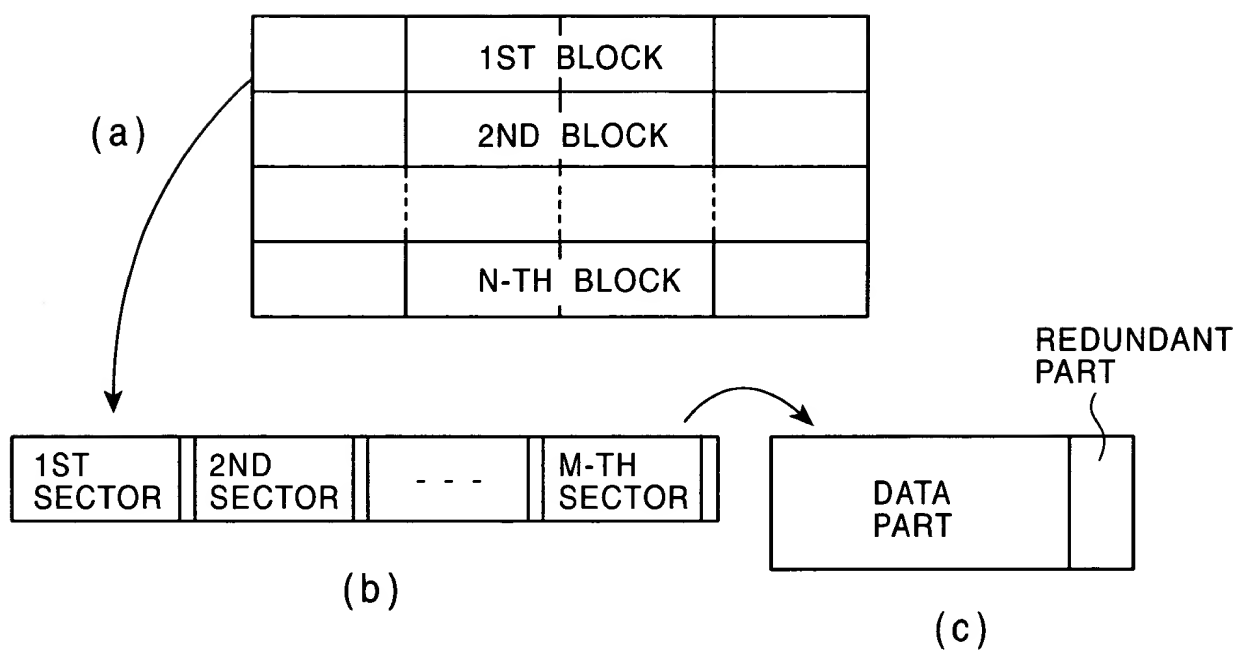 1ST BLOCK
(a)
2ND BLOCK
N-TH BLOCK
REDUNDANT
PART
1ST
SECTOR
2ND
SECTOR
- - -
M-TH
SECTOR
DATA
PART
(b)
(c)